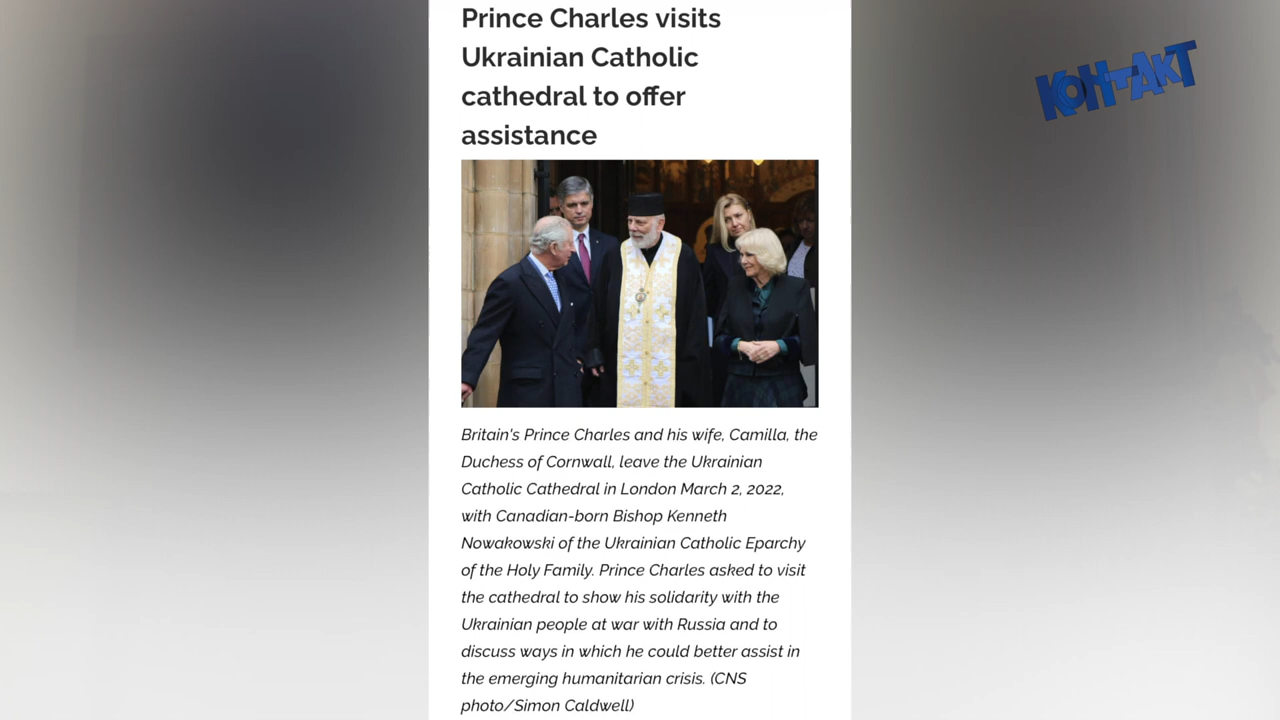 Prince Charles visits
Ukrainian Catholic
cathedral to offer
assistance
КОНТАКТ
Britain's Prince Charles and his wife, Camilla, the
Duchess of Cornwall, leave the Ukrainian
Catholic Cathedral in London March 2, 2022,
with Canadian-born Bishop Kenneth
Nowakowski of the Ukrainian Catholic Eparchy
of the Holy Family. Prince Charles asked to visit
the cathedral to show his solidarity with the
Ukrainian people at war with Russia and to
discuss ways in which he could better assist in
the emerging humanitarian crisis. (CNS
photo/Simon Caldwell)